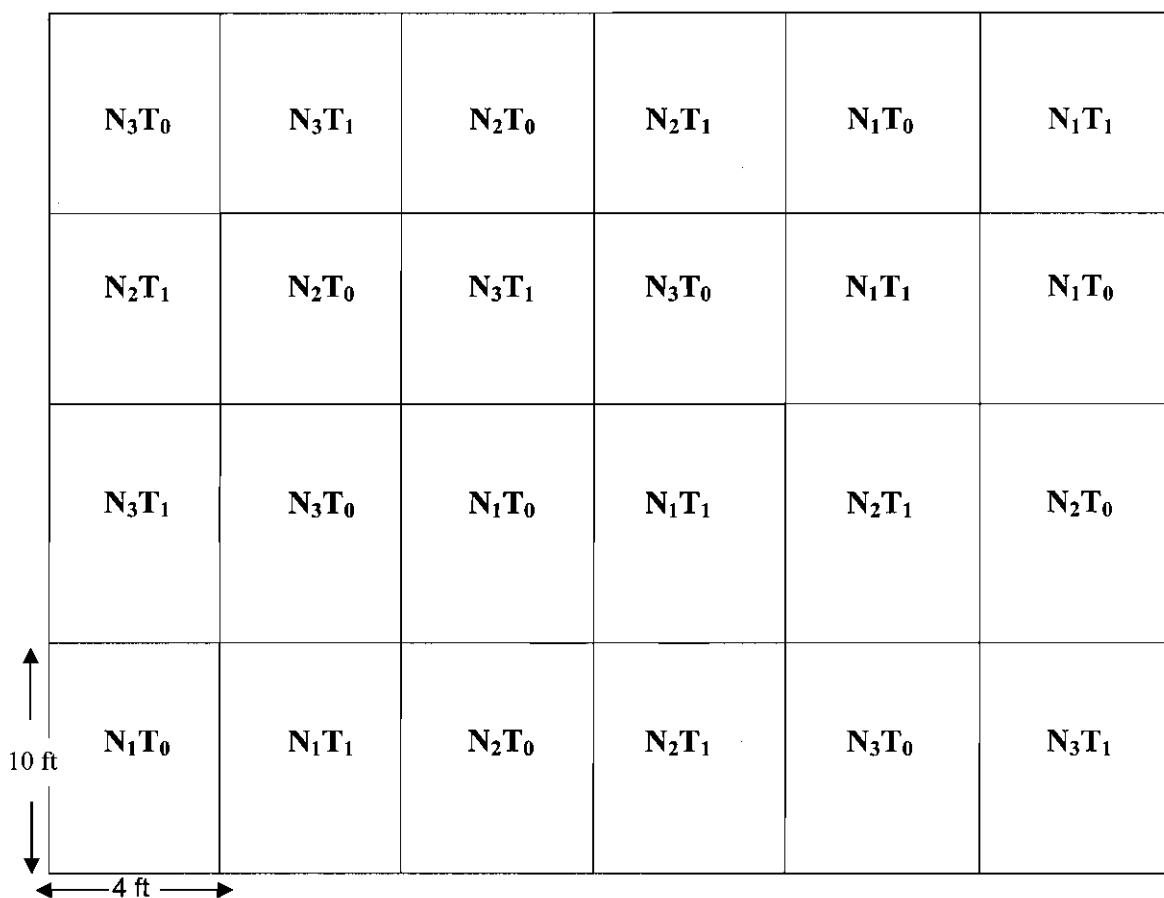 N₃T₀ N₃T₁ N₂T₀ N₂T₁ N₁T₀ N₁T₁
N₂T₁ N₂T₀ N₃T₁ N₃T₀ N₁T₁ N₁T₀
N₃T₁ N₃T₀ N₁T₀ N₁T₁ N₂T₁ N₂T₀
N₁T₀ N₁T₁ N₂T₀ N₂T₁ N₃T₀ N₃T₁
10 ft
4 ft